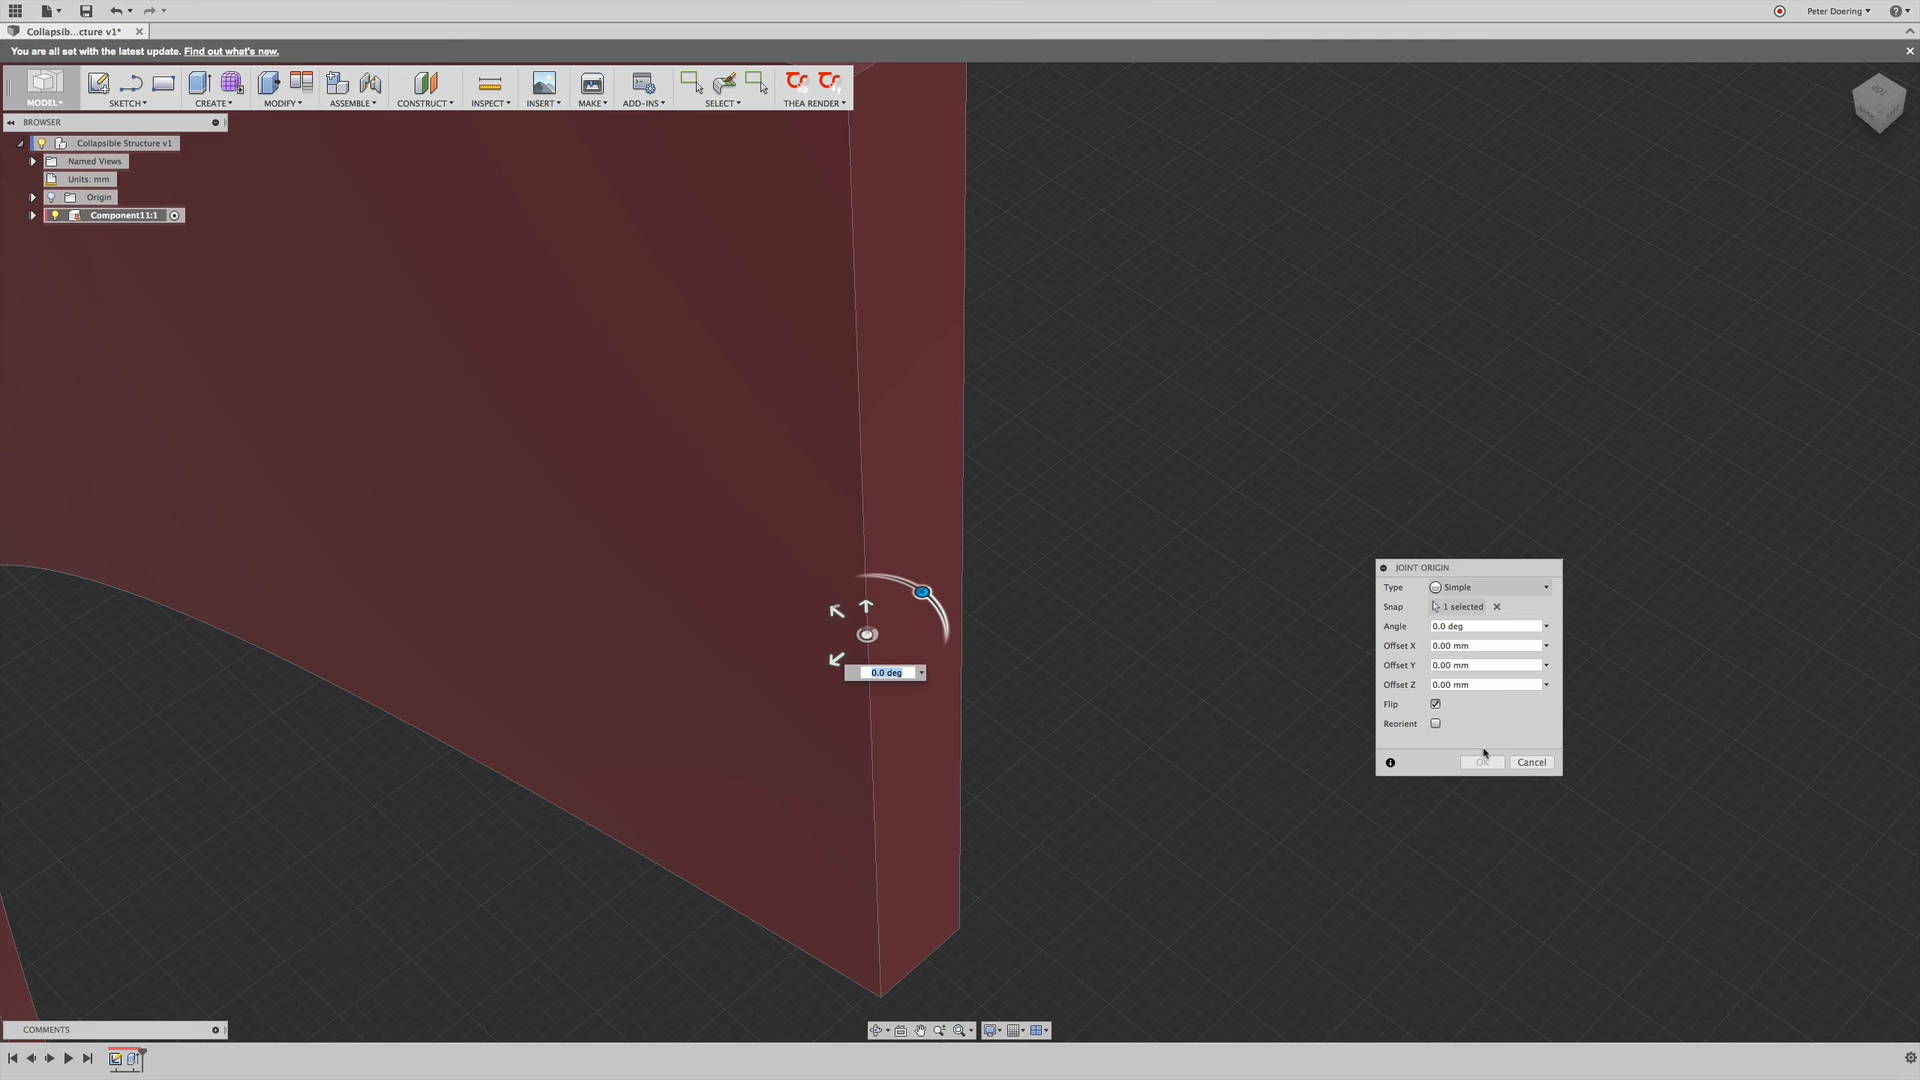 Peter Doering
Collapsib...cture v1*
You are all set with the latest update. Find out what's new.
MODEL
SKETCH
CREATE
MODIFY
ASSEMBLE
CONSTRUCT
INSPECT
INSERT
MAKE
ADD-INS
SELECT
THEA RENDER
TOP
BROWSER
Collapsible Structure v1
Named Views
Units: mm
Origin
Component11:1
0.0 deg
JOINT ORIGIN
Type Simple
Snap 1 selected
Angle 0.0 deg
Offset X 0.00 mm
Offset Y 0.00 mm
Offset Z 0.00 mm
Flip
Reorient
OK Cancel
COMMENTS